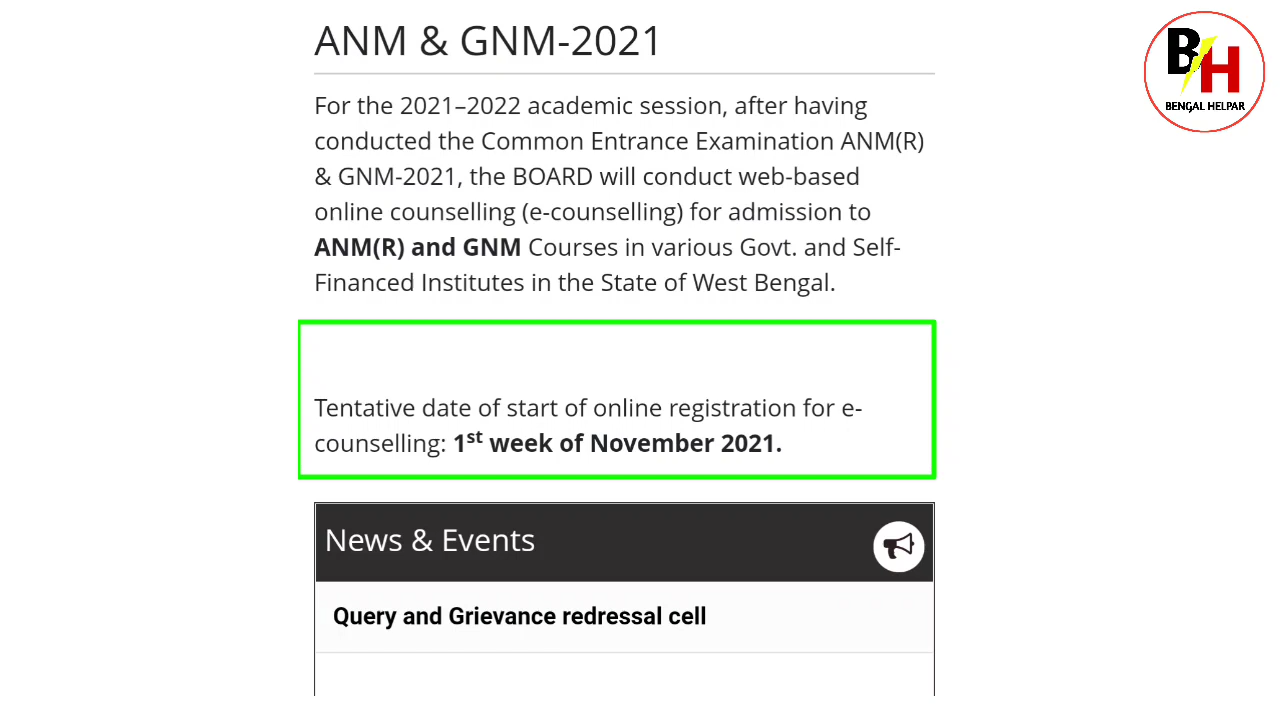 ANM & GNM-2021
BH
BENGAL HELPAR
For the 2021–2022 academic session, after having
conducted the Common Entrance Examination ANM(R)
& GNM-2021, the BOARD will conduct web-based
online counselling (e-counselling) for admission to
ANM(R) and GNM Courses in various Govt. and Self-
Financed Institutes in the State of West Bengal.
Tentative date of start of online registration for e-
counselling: 1st week of November 2021.
News & Events
Query and Grievance redressal cell